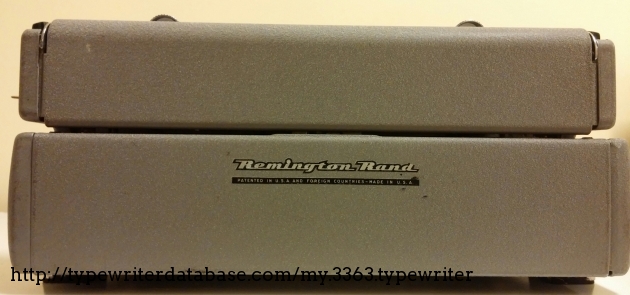 Remington Rand
PATENTED IN U.S.A AND FOREIGN COUNTRIES-MADE IN U.S.A
http://typewriterdatabase.com/my.3363.typewriter